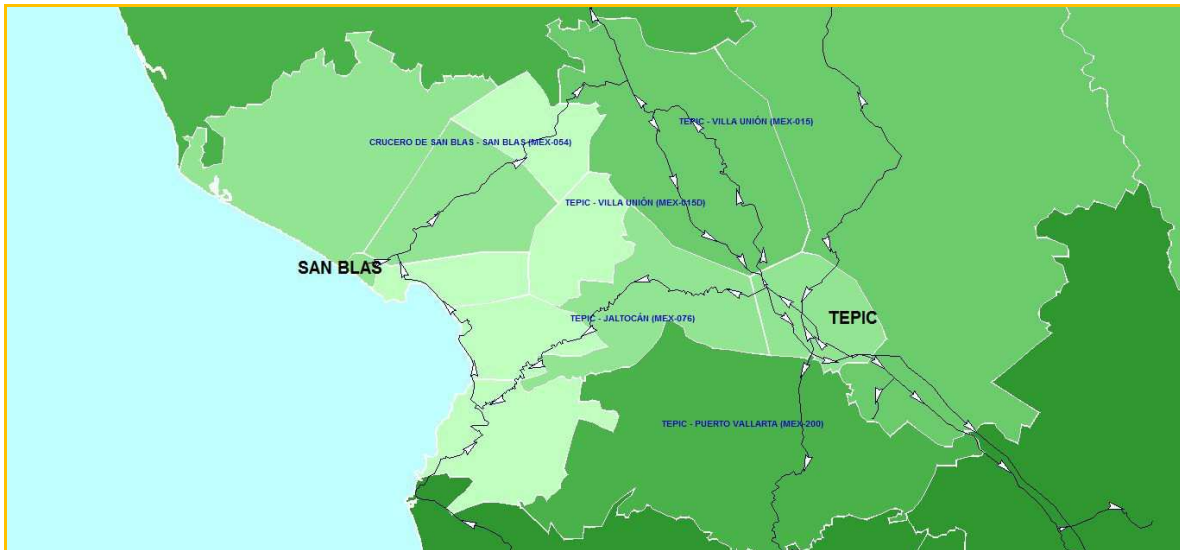 TEPIC - VILLA UNIÓN (MEX-015)
CRUCERO DE SAN BLAS - SAN BLAS (MEX-054)
TEPIC - VILLA UNIÓN (MEX-015D)
SAN BLAS
TEPIC - JALTOCÁN (MEX-076)
TEPIC
TEPIC - PUERTO VALLARTA (MEX-200)